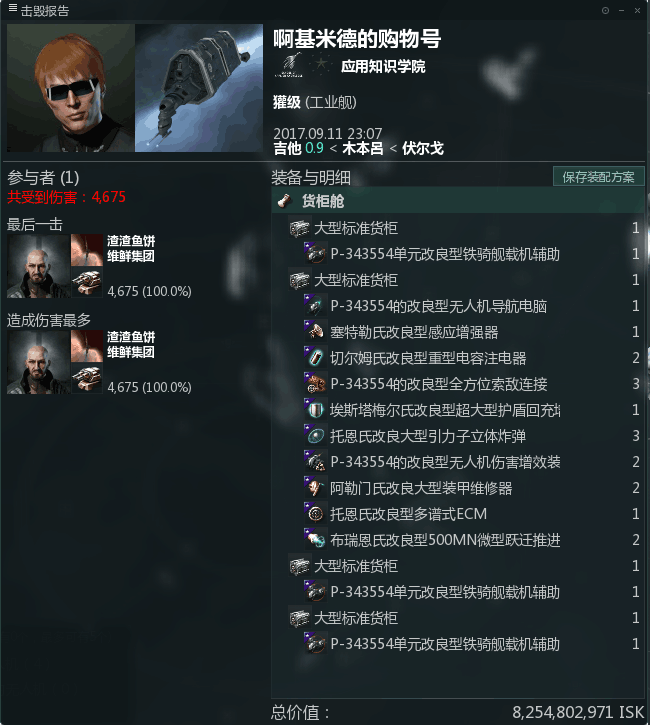 击毁报告
啊基米德的购物号
应用知识学院
獾级 (工业舰)
2017.09.11 23:07
吉他 0.9 < 木本吕 < 伏尔戈
参与者 (1)
共受到伤害：4,675
最后一击
渣渣鱼饼
维鲜集团
4,675 (100.0%)
造成伤害最多
渣渣鱼饼
维鲜集团
4,675 (100.0%)
装备与明细
保存装配方案
货柜舱
大型标准货柜 1
P-343554单元改良型铁骑舰载机辅助 1
大型标准货柜 1
P-343554的改良型无人机导航电脑 1
塞特勒氏改良型感应增强器 1
切尔姆氏改良型重型电容注电器 2
P-343554的改良型全方位索敌连接 3
埃斯塔梅尔氏改良型超大型护盾回充增 1
托恩氏改良大型引力子立体炸弹 3
P-343554的改良型无人机伤害增效装 2
阿勒门氏改良大型装甲维修器 2
托恩氏改良型多谱式ECM 1
布瑞恩氏改良型500MN微型跃迁推进 2
大型标准货柜 1
P-343554单元改良型铁骑舰载机辅助 1
大型标准货柜 1
P-343554单元改良型铁骑舰载机辅助 1
总价值： 8,254,802,971 ISK